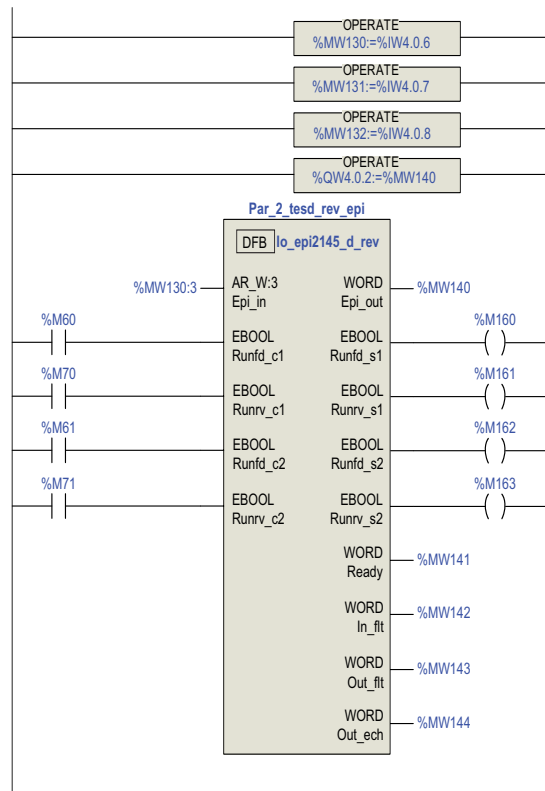 OPERATE
%MW130:=%IW4.0.6
OPERATE
%MW131:=%IW4.0.7
OPERATE
%MW132:=%IW4.0.8
OPERATE
%QW4.0.2:=%MW140
Par_2_tesd_rev_epi
DFB Io_epi2145_d_rev
%MW130:3 AR_W:3 WORD %MW140
Epi_in Epi_out
%M60 %M160
EBOOL EBOOL
Runfd_c1 Runfd_s1
%M70 %M161
EBOOL EBOOL
Runrv_c1 Runrv_s1
%M61 %M162
EBOOL EBOOL
Runfd_c2 Runfd_s2
%M71 %M163
EBOOL EBOOL
Runrv_c2 Runrv_s2
WORD %MW141
Ready
WORD %MW142
In_flt
WORD %MW143
Out_flt
WORD %MW144
Out_ech